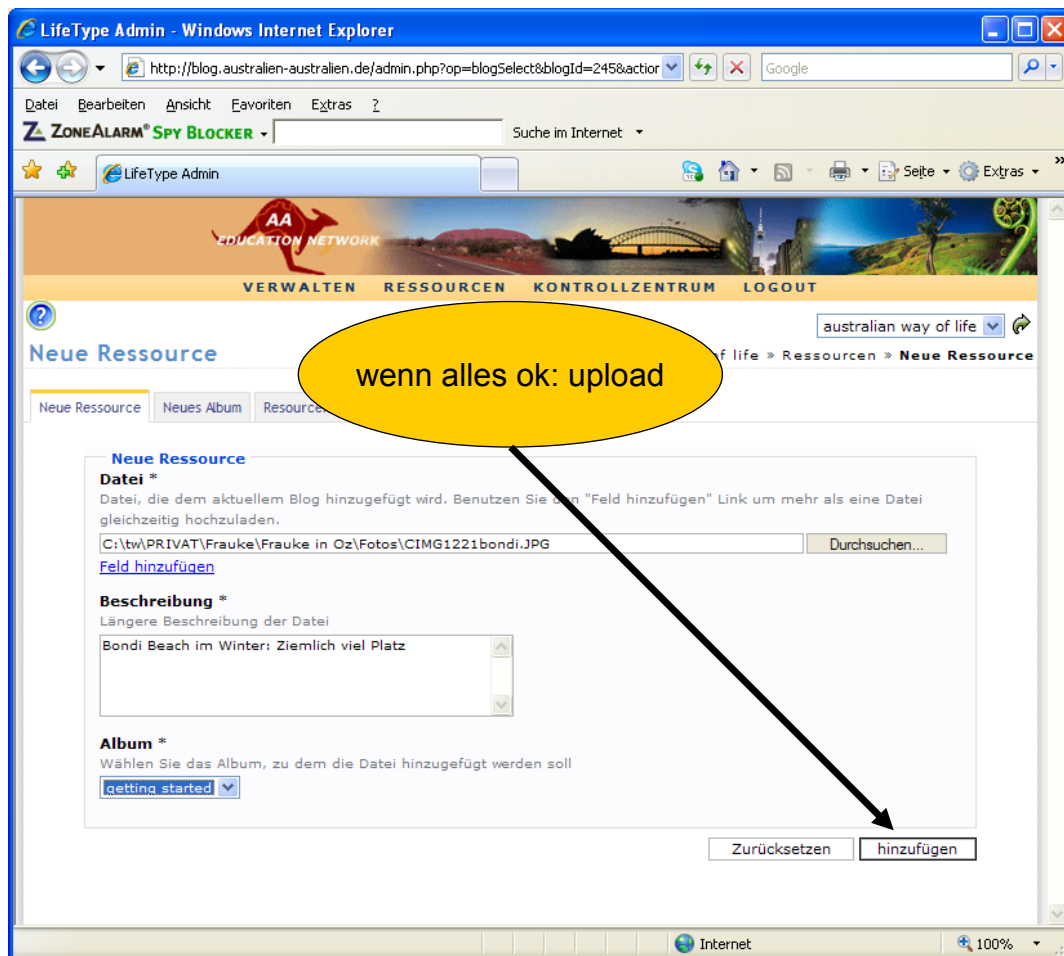 LifeType Admin - Windows Internet Explorer
http://blog.australien-australien.de/admin.php?op=blogSelect&blogId=245&action
Google
Datei Bearbeiten Ansicht Favoriten Extras ?
ZONEALARM® SPY BLOCKER
Suche im Internet
LifeType Admin
Seite
Extras
»
AA
EDUCATION NETWORK
VERWALTEN RESSOURCEN KONTROLLZENTRUM LOGOUT
australian way of life
Neue Ressource
of life » Ressourcen » Neue Ressource
wenn alles ok: upload
Neue Ressource
Neues Album
Neue Ressource
Datei *
Datei, die dem aktuellem Blog hinzugefügt wird. Benutzen Sie den "Feld hinzufügen" Link um mehr als eine Datei
gleichzeitig hochzuladen.
C:\tw\PRIVAT\Frauke\Frauke in Oz\Fotos\CIMG1221bondi.JPG
Durchsuchen...
Feld hinzufügen
Beschreibung *
Längere Beschreibung der Datei
Bondi Beach im Winter: Ziemlich viel Platz
Album *
Wählen Sie das Album, zu dem die Datei hinzugefügt werden soll
getting started
Zurücksetzen
hinzufügen
Internet
100%